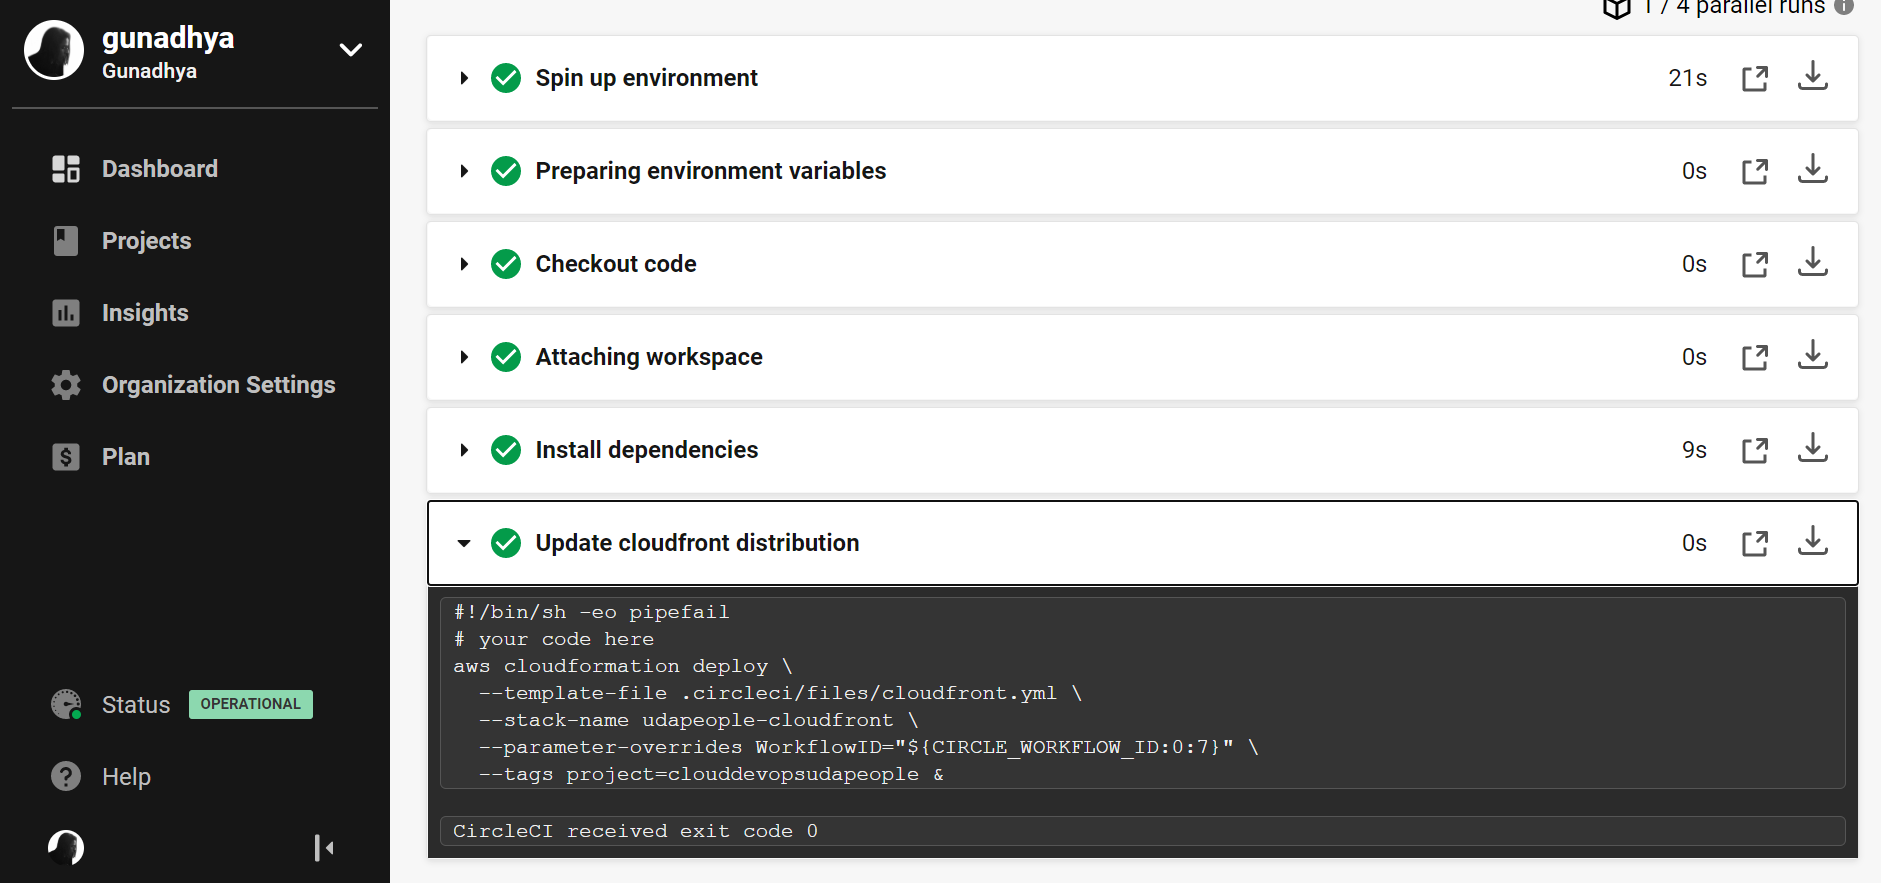 gunadhya
Gunadhya
Dashboard
Projects
Insights
Organization Settings
Plan
Status OPERATIONAL
Help
1 / 4 parallel runs
Spin up environment 21s
Preparing environment variables 0s
Checkout code 0s
Attaching workspace 0s
Install dependencies 9s
Update cloudfront distribution 0s
#!/bin/sh -eo pipefail
# your code here
aws cloudformation deploy \
--template-file .circleci/files/cloudfront.yml \
--stack-name udapeople-cloudfront \
--parameter-overrides WorkflowID="${CIRCLE_WORKFLOW_ID:0:7}" \
--tags project=clouddevopsudapeople &
CircleCI received exit code 0